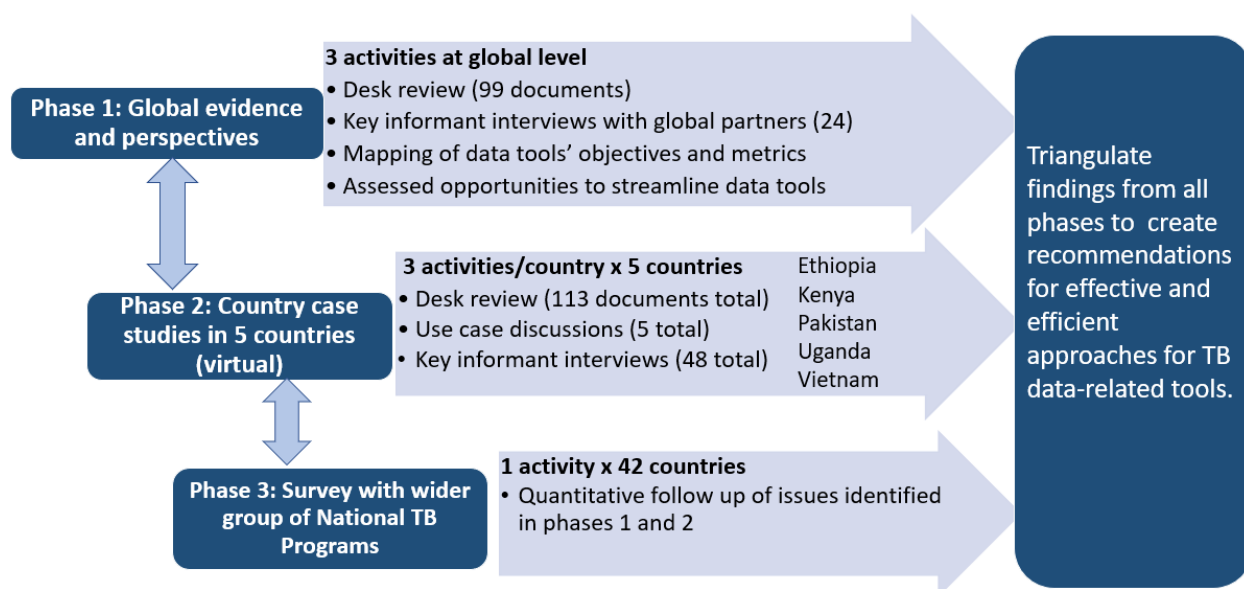 Phase 1: Global evidence
and perspectives
3 activities at global level
• Desk review (99 documents)
• Key informant interviews with global partners (24)
• Mapping of data tools’ objectives and metrics
• Assessed opportunities to streamline data tools
Phase 2: Country case
studies in 5 countries
(virtual)
3 activities/country x 5 countries
• Desk review (113 documents total)
• Use case discussions (5 total)
• Key informant interviews (48 total)
Ethiopia
Kenya
Pakistan
Uganda
Vietnam
Phase 3: Survey with wider
group of National TB
Programs
1 activity x 42 countries
• Quantitative follow up of issues identified
in phases 1 and 2
Triangulate
findings from all
phases to create
recommendations
for effective and
efficient
approaches for TB
data-related tools.